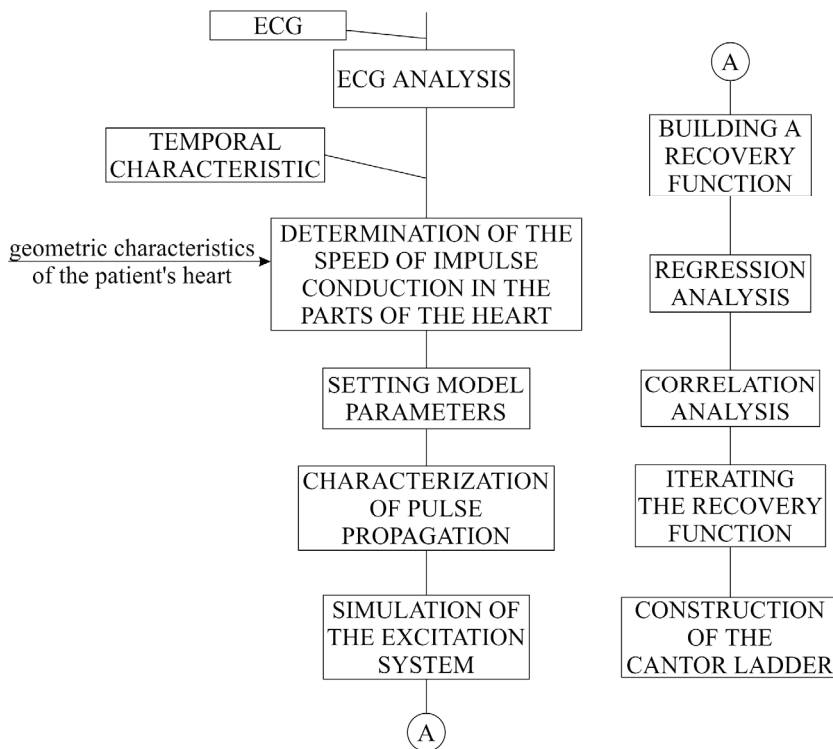 ECG
ECG ANALYSIS
TEMPORAL
CHARACTERISTIC
geometric characteristics
of the patient's heart
DETERMINATION OF THE
SPEED OF IMPULSE
CONDUCTION IN THE
PARTS OF THE HEART
SETTING MODEL
PARAMETERS
CHARACTERIZATION
OF PULSE
PROPAGATION
SIMULATION OF
THE EXCITATION
SYSTEM
A
A
BUILDING A
RECOVERY
FUNCTION
REGRESSION
ANALYSIS
CORRELATION
ANALYSIS
ITERATING
THE RECOVERY
FUNCTION
CONSTRUCTION
OF THE
CANTOR LADDER